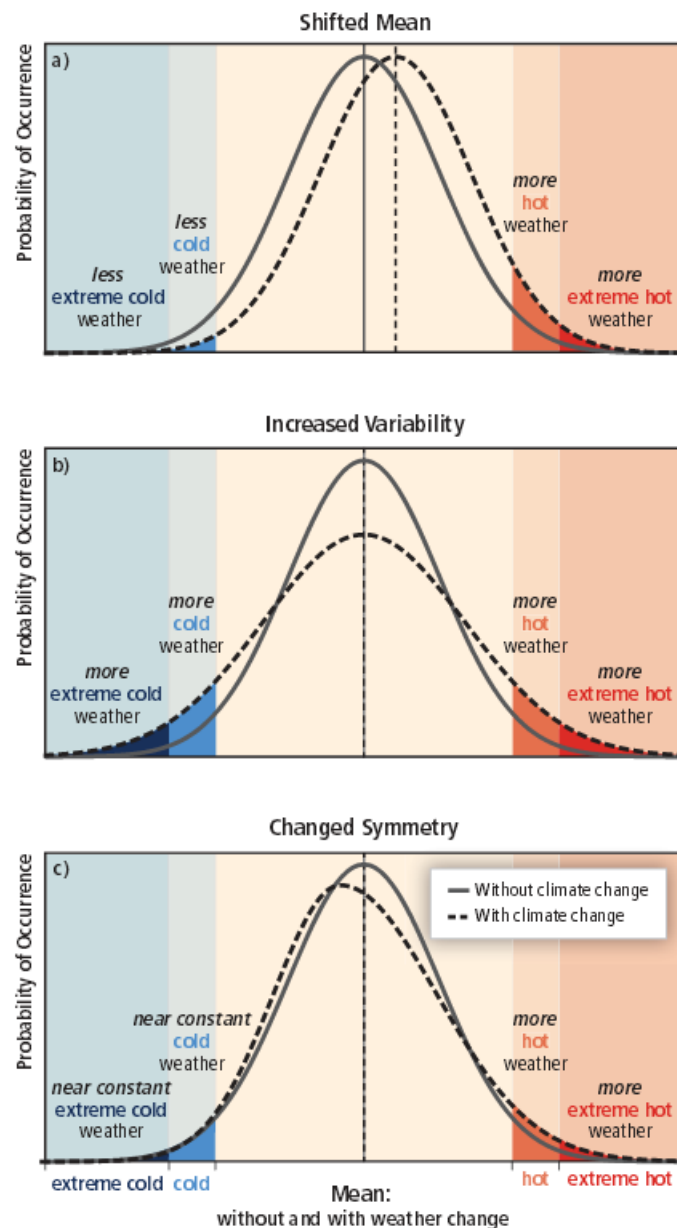 Shifted Mean
a)
Probability of Occurrence
less
cold
weather
less
extreme cold
weather
more
hot
weather
more
extreme hot
weather
Increased Variability
b)
Probability of Occurrence
more
cold
weather
more
extreme cold
weather
more
hot
weather
more
extreme hot
weather
Changed Symmetry
c)
Probability of Occurrence
Without climate change
With climate change
near constant
cold
weather
near constant
extreme cold
weather
more
hot
weather
more
extreme hot
weather
extreme cold
cold
hot
extreme hot
Mean:
without and with weather change